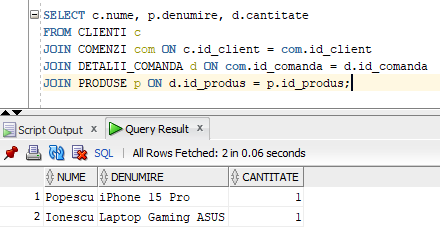 SELECT c.nume, p.denumire, d.cantitate
FROM CLIENTI c
JOIN COMENZI com ON c.id_client = com.id_client
JOIN DETALII_COMANDA d ON com.id_comanda = d.id_comanda
JOIN PRODUSE p ON d.id_produs = p.id_produs;
Script Output x Query Result x
SQL | All Rows Fetched: 2 in 0.06 seconds
NUME DENUMIRE CANTITATE
1 Popescu iPhone 15 Pro 1
2 Ionescu Laptop Gaming ASUS 1